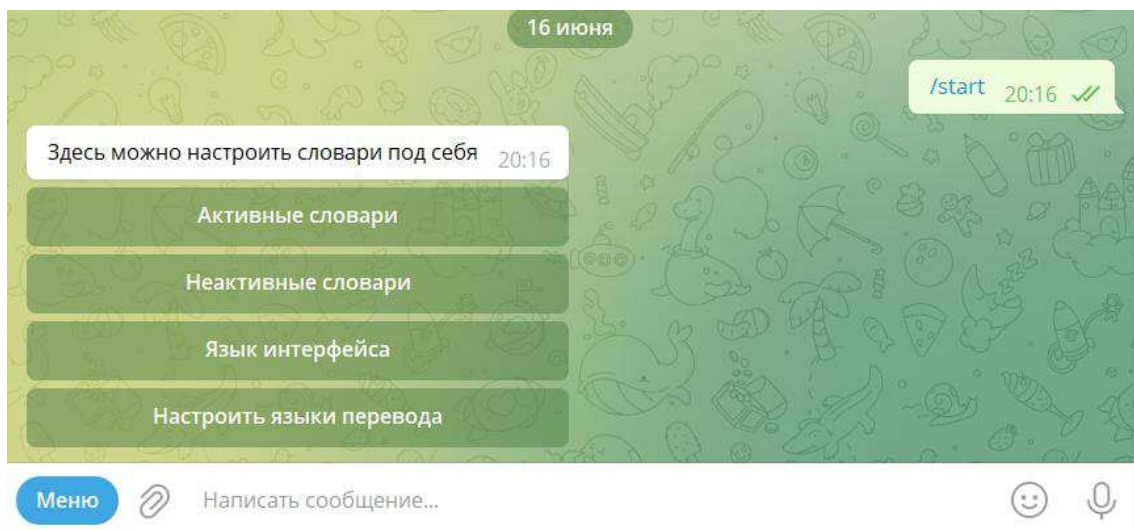 16 июня
/start 20:16
Здесь можно настроить словари под себя 20:16
Активные словари
Неактивные словари
Язык интерфейса
Настроить языки перевода
Меню Написать сообщение...